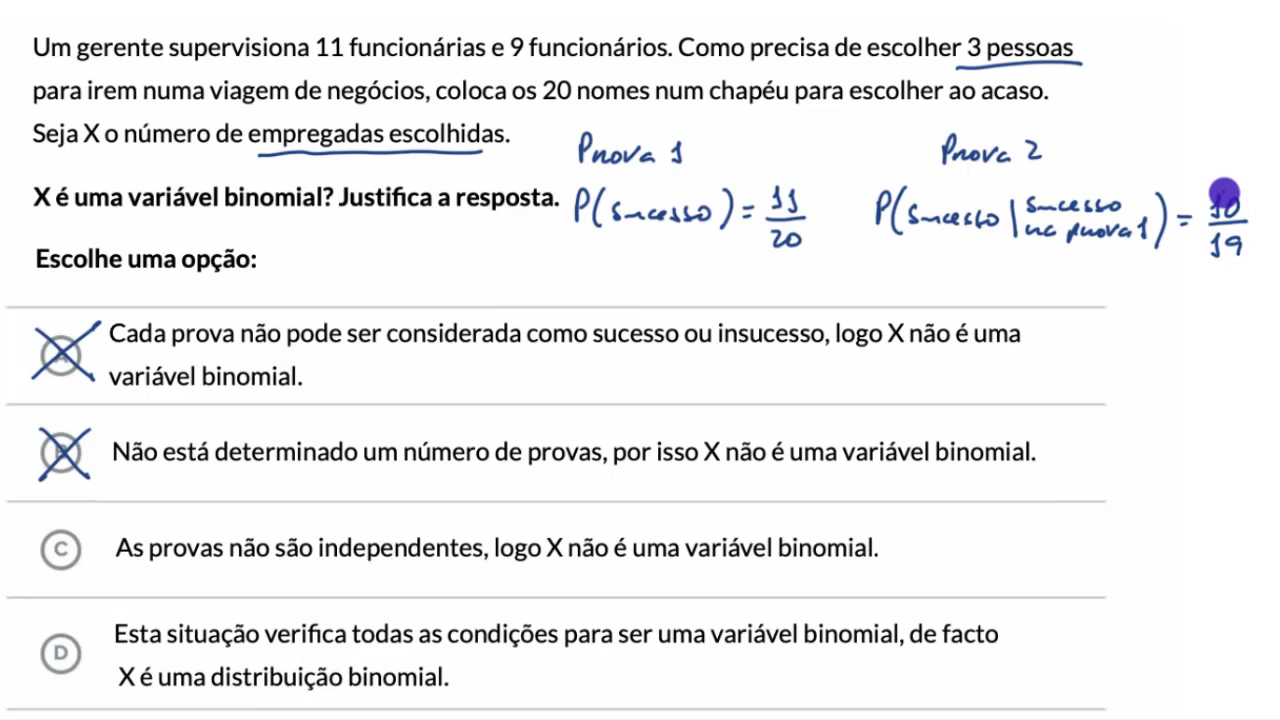 Um gerente supervisiona 11 funcionárias e 9 funcionários. Como precisa de escolher 3 pessoas
para irem numa viagem de negócios, coloca os 20 nomes num chapéu para escolher ao acaso.
Seja X o número de empregadas escolhidas.
Prova 1
Prova 2
X é uma variável binomial? Justifica a resposta.
P(sucesso) = 11/20
P(sucesso | sucesso na prova 1) = 10/19
Escolhe uma opção:
A
Cada prova não pode ser considerada como sucesso ou insucesso, logo X não é uma
variável binomial.
Não está determinado um número de provas, por isso X não é uma variável binomial.
C
As provas não são independentes, logo X não é uma variável binomial.
D
Esta situação verifica todas as condições para ser uma variável binomial, de facto
X é uma distribuição binomial.